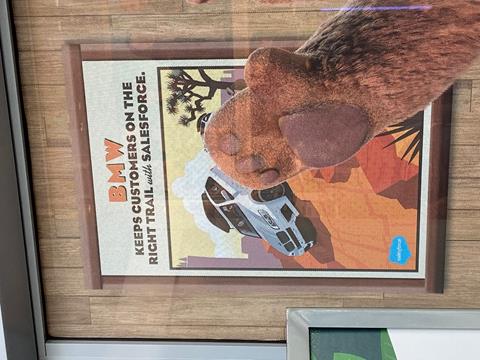 BMW
KEEPS CUSTOMERS ON THE
RIGHT TRAIL with SALESFORCE.
salesforce